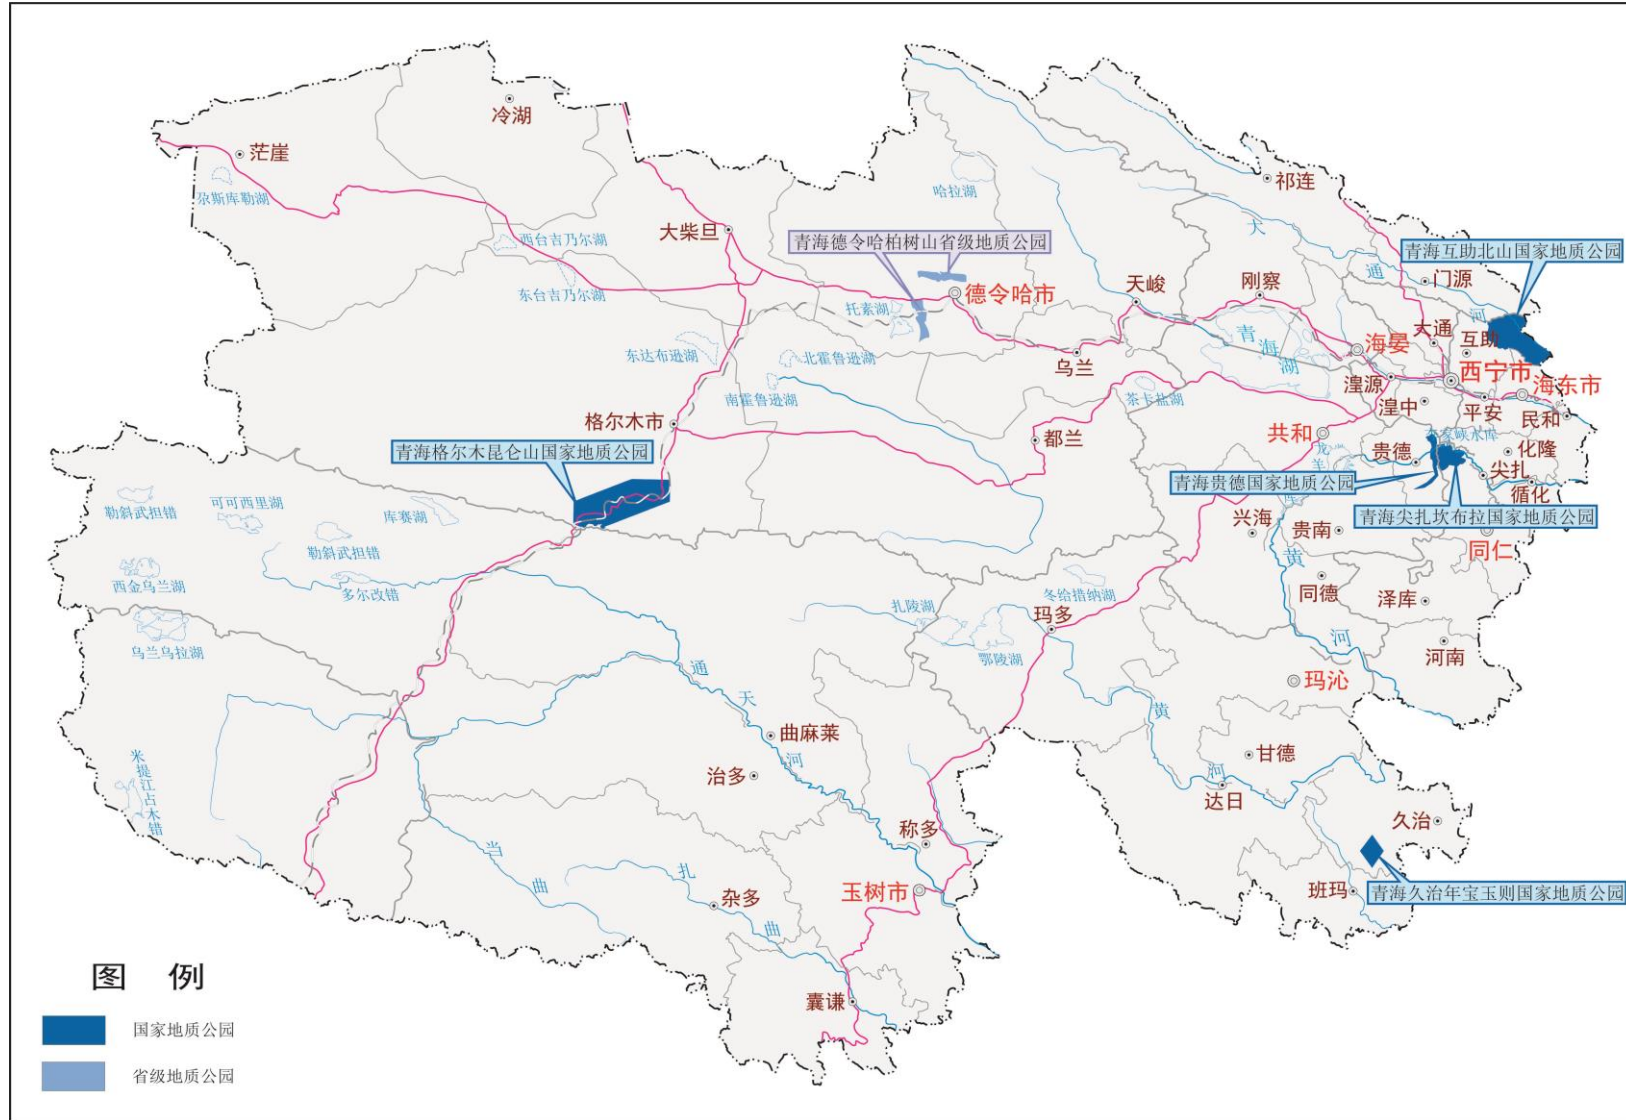 冷湖
茫崖
尕斯库勒湖
哈拉湖
祁连
大柴旦
西台吉乃尔湖
东台吉乃尔湖
青海德令哈柏树山省级地质公园
青海互助北山国家地质公园
大
通
河
门源
德令哈市
天峻
刚察
托素湖
东达布逊湖
北霍鲁逊湖
南霍鲁逊湖
乌兰
青
海
湖
海晏
大通
互助
西宁市
海东市
湟源
湟中
平安
民和
茶卡盐湖
格尔木市
都兰
共和
青海格尔木昆仑山国家地质公园
龙
羊
贵德
化隆
尖扎
循化
青海贵德国家地质公园
青海尖扎坎布拉国家地质公园
勒斜武担错
可可西里湖
库赛湖
勒斜武担错
西金乌兰湖
多尔改错
乌兰乌拉湖
兴海
贵南
同仁
黄
河
同德
泽库
河南
冬给措纳湖
扎陵湖
鄂陵湖
玛多
玛沁
通
天
河
曲麻莱
治多
黄
河
甘德
达日
久治
米提江占木错
称多
班玛
青海久治年宝玉则国家地质公园
当
曲
扎
曲
杂多
玉树市
囊谦
图 例
国家地质公园
省级地质公园